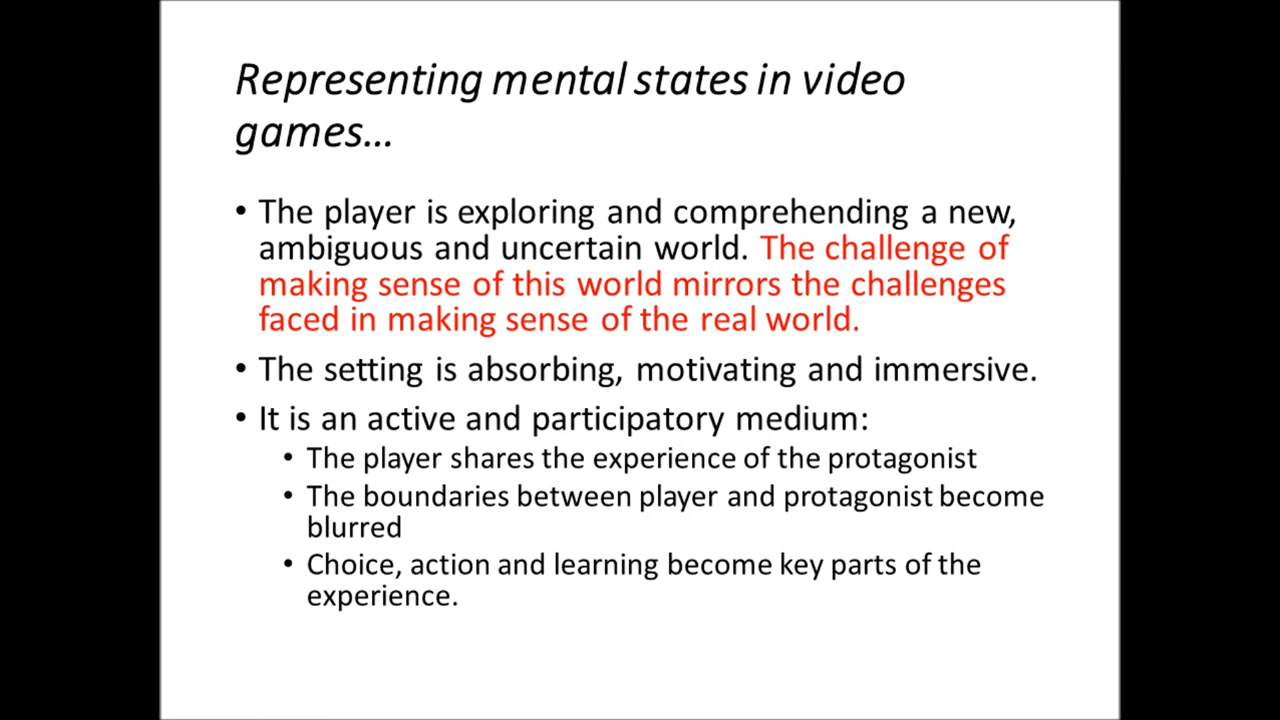 Representing mental states in video
games...
• The player is exploring and comprehending a new,
ambiguous and uncertain world. The challenge of
making sense of this world mirrors the challenges
faced in making sense of the real world.
• The setting is absorbing, motivating and immersive.
• It is an active and participatory medium:
• The player shares the experience of the protagonist
• The boundaries between player and protagonist become
blurred
• Choice, action and learning become key parts of the
experience.